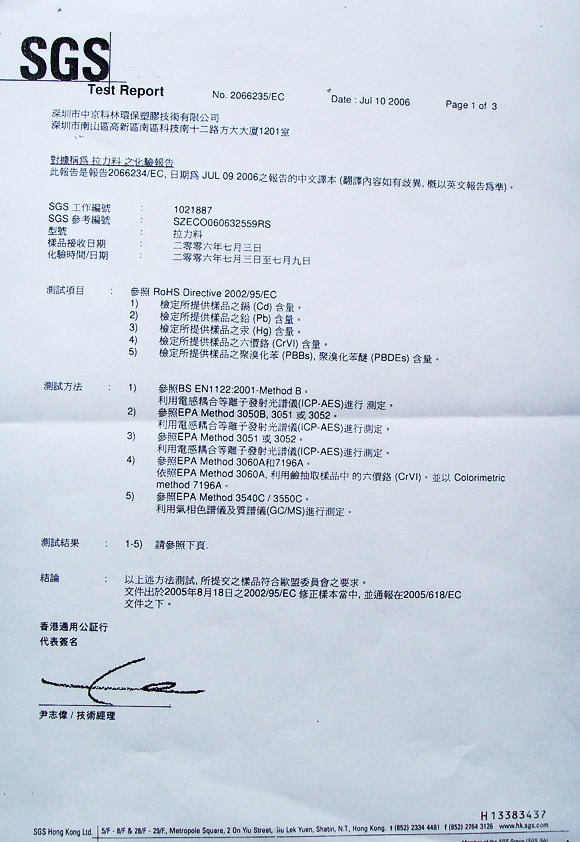 SGS
Test Report No. 2066235/EC Date : Jul 10 2006 Page 1 of 3
深圳市中京科林環保塑膠技術有限公司
深圳市南山區高新區南區科技南十二路方大大廈1201室
對據稱爲 拉力料 之化驗報告
此報告是報告2066234/EC, 日期爲 JUL 09 2006之報告的中文譯本 (翻譯內容如有歧異, 概以英文報告爲準)。
SGS 工作編號 : 1021887
SGS 參考編號 : SZECO060632559RS
型號 : 拉力料
樣品接收日期 : 二零零六年七月三日
化驗時間/日期 : 二零零六年七月三日至七月九日
測試項目 : 參照 RoHS Directive 2002/95/EC
1) 檢定所提供樣品之鎘 (Cd) 含量。
2) 檢定所提供樣品之鉛 (Pb) 含量。
3) 檢定所提供樣品之汞 (Hg) 含量。
4) 檢定所提供樣品之六價鉻 (CrVI) 含量。
5) 檢定所提供樣品之聚溴化苯 (PBBs), 聚溴化苯醚 (PBDEs) 含量。
測試方法 : 1) 參照BS EN1122:2001-Method B。
利用電感耦合等離子發射光譜儀(ICP-AES)進行 測定。
2) 參照EPA Method 3050B, 3051 或 3052。
利用電感耦合等離子發射光譜儀(ICP-AES)進行測定。
3) 參照EPA Method 3051 或 3052。
利用電感耦合等離子發射光譜儀(ICP-AES)進行測定。
4) 參照EPA Method 3060A和7196A。
依照EPA Method 3060A, 利用鹼抽取樣品中 的六價鉻 (CrVI)。並以 Colorimetric
method 7196A。
5) 參照EPA Method 3540C / 3550C。
利用氣相色譜儀及質譜儀(GC/MS)進行測定。
測試結果 : 1-5) 請參照下頁.
結論 : 以上述方法測試, 所提交之樣品符合歐盟委員會之要求。
文件出於2005年8月18日之2002/95/EC 修正樣本當中, 並通報在2005/618/EC
文件之下。
香港通用公証行
代表簽名
尹志偉 / 技術經理
H13383437
SGS Hong Kong Ltd. 5/F - 8/F & 28/F - 29/F, Metropole Square, 2 On Yiu Street, Siu Lek Yuen, Shatin, N.T., Hong Kong. t (852) 2334 4481 f (852) 2764 3126 www.hk.sgs.com
Member of the SGS Group (SGS SA)